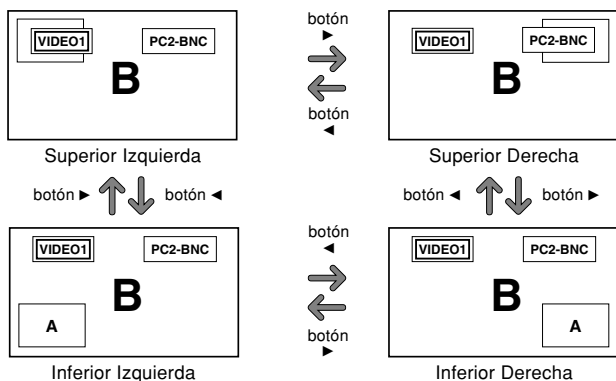 VIDEO1
PC2-BNC
B
Superior Izquierda
botón
►
botón
◄
VIDEO1
PC2-BNC
B
Superior Derecha
botón ►
botón ◄
botón ◄
botón ►
VIDEO1
PC2-BNC
B
A
Inferior Izquierda
botón
◄
botón
►
VIDEO1
PC2-BNC
B
A
Inferior Derecha